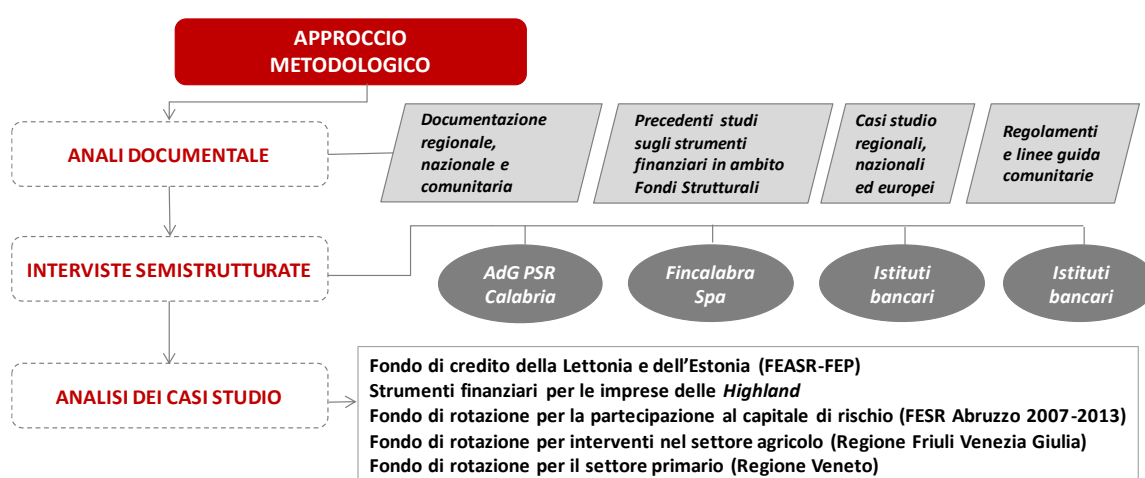 APPROCCIO
METODOLOGICO
ANALI DOCUMENTALE
Documentazione
regionale,
nazionale e
comunitaria
Precedenti studi
sugli strumenti
finanziari in ambito
Fondi Strutturali
Casi studio
regionali,
nazionali
ed europei
Regolamenti
e linee guida
comunitarie
INTERVISTE SEMISTRUTTURATE
AdG PSR
Calabria
Fincalabra
Spa
Istituti
bancari
Istituti
bancari
ANALISI DEI CASI STUDIO
Fondo di credito della Lettonia e dell'Estonia (FEASR-FEP)
Strumenti finanziari per le imprese delle Highland
Fondo di rotazione per la partecipazione al capitale di rischio (FESR Abruzzo 2007-2013)
Fondo di rotazione per interventi nel settore agricolo (Regione Friuli Venezia Giulia)
Fondo di rotazione per il settore primario (Regione Veneto)